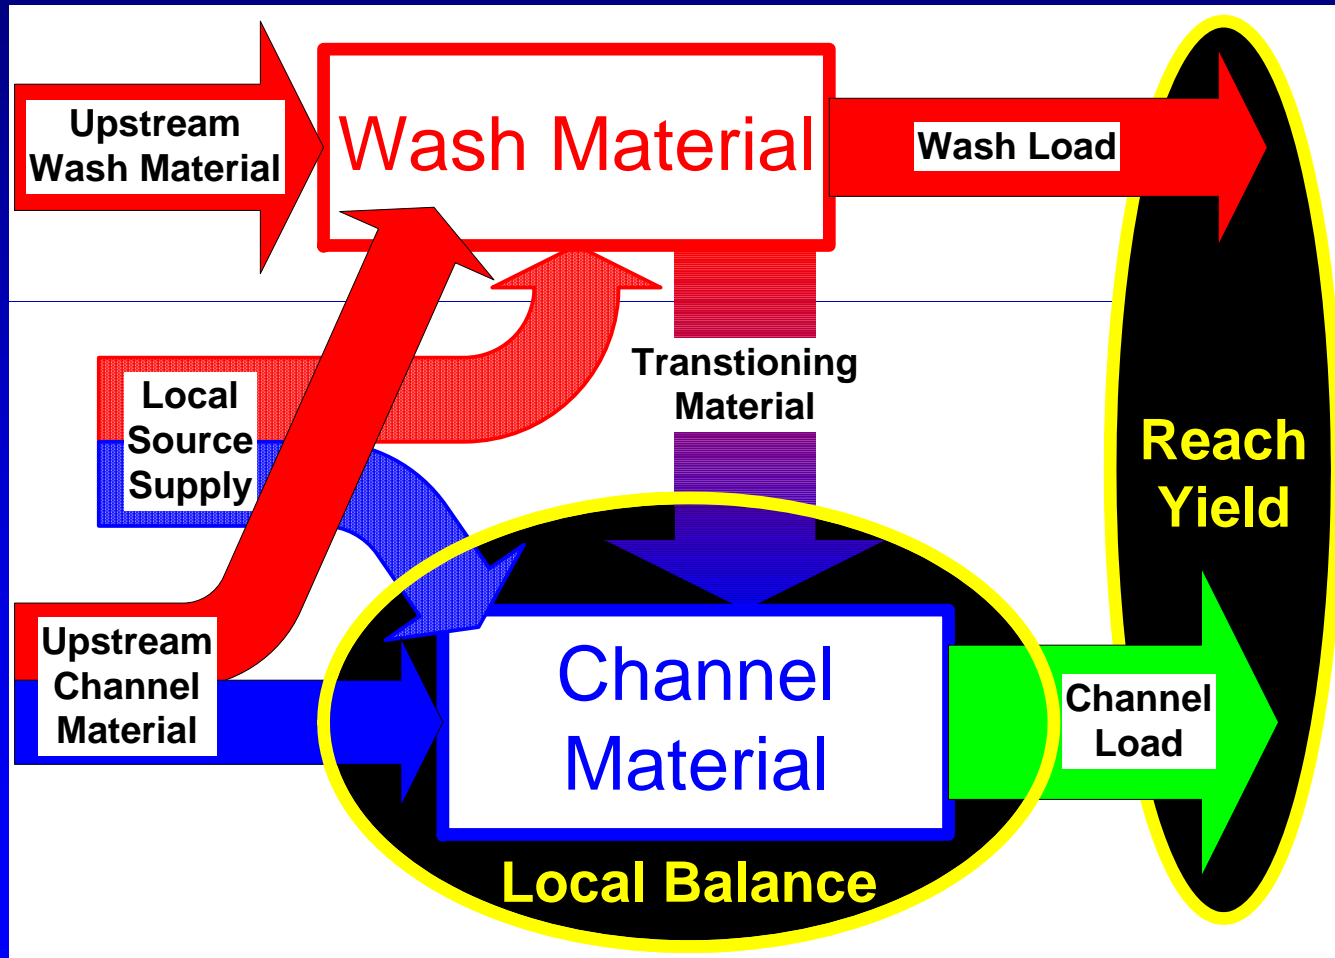 Upstream
Wash Material
Wash Material
Wash Load
Local
Source
Supply
Transtioning
Material
Reach
Yield
Upstream
Channel
Material
Channel
Material
Channel
Load
Local Balance